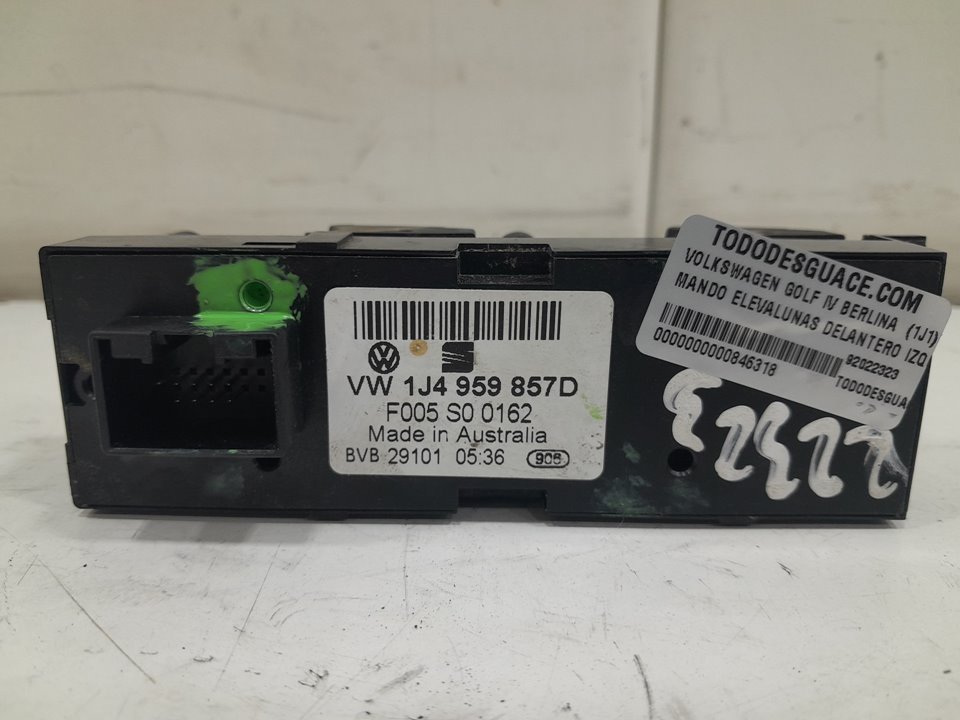 VW 1J4 959 857D
F005 S0 0162
Made in Australia
BVB 29101 05:36 906
TODODESGUACE.COM
VOLKSWAGEN GOLF IV BERLINA (1J1)
MANDO ELEVALUNAS DELANTERO IZQ
92022323
0000000000846318
TODODESGUA